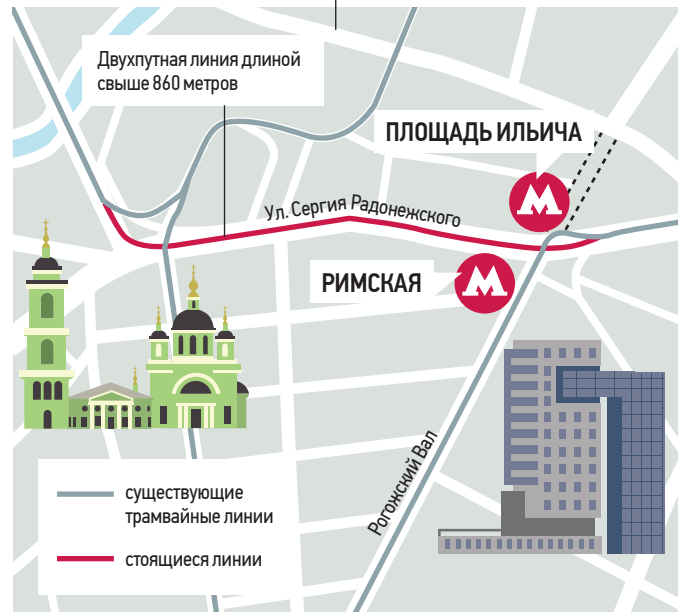 Двухпутная линия длиной
свыше 860 метров
ПЛОЩАДЬ ИЛЬИЧА
Ул. Сергия Радонежского
РИМСКАЯ
Рогожский Вал
существующие
трамвайные линии
стоящиеся линии